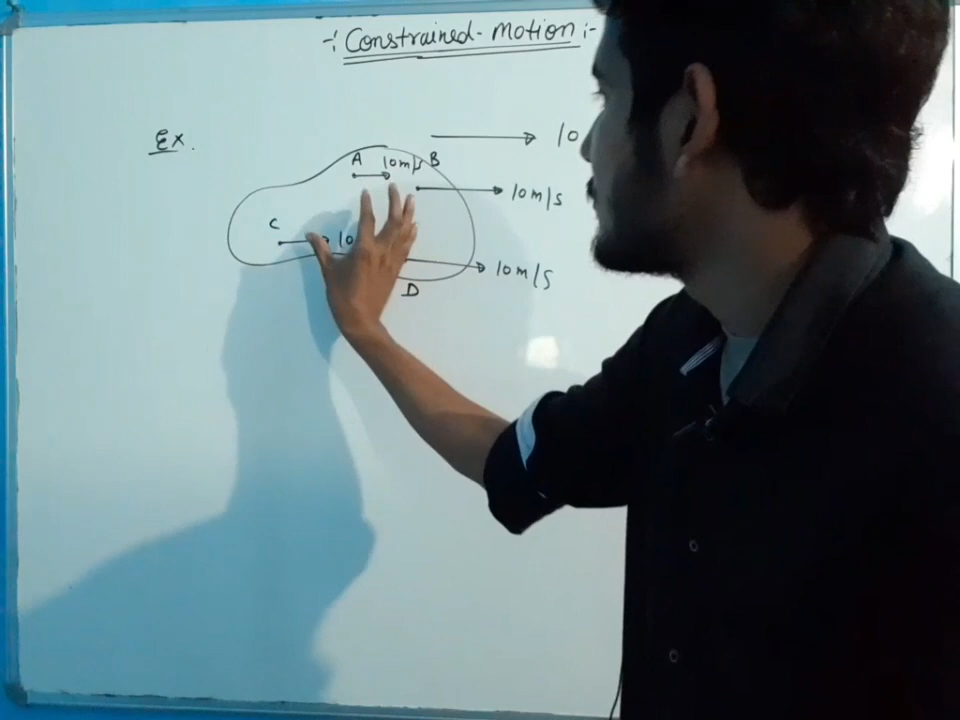 -: Constrained - Motion :-
Ex.
10
A 10m/s B
10m/s
C 10
10m/s
D